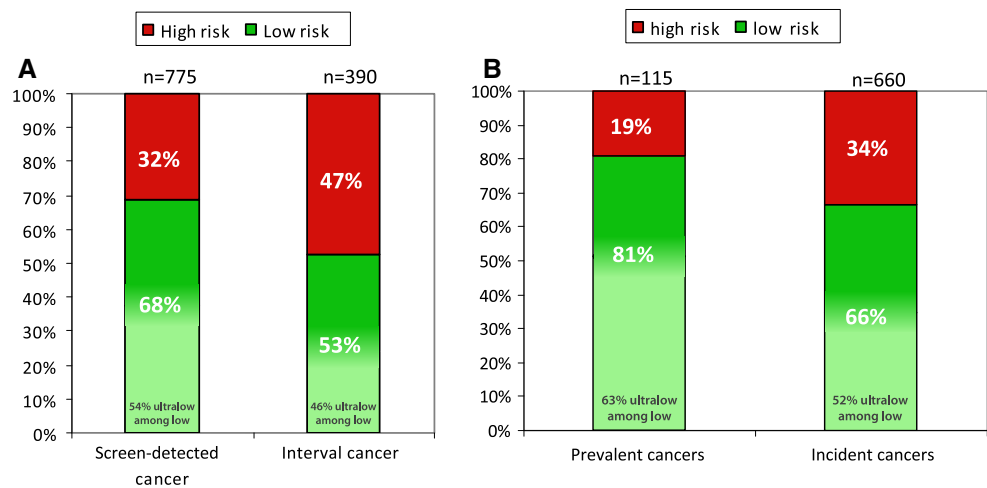 High risk Low risk
A
n=775
n=390
100%
90%
80%
70%
60%
50%
40%
30%
20%
10%
0%
32%
68%
54% ultralow
among low
47%
53%
46% ultralow
among low
Screen-detected
cancer
Interval cancer
high risk low risk
B
n=115
n=660
100%
90%
80%
70%
60%
50%
40%
30%
20%
10%
0%
19%
81%
63% ultralow
among low
34%
66%
52% ultralow
among low
Prevalent cancers
Incident cancers